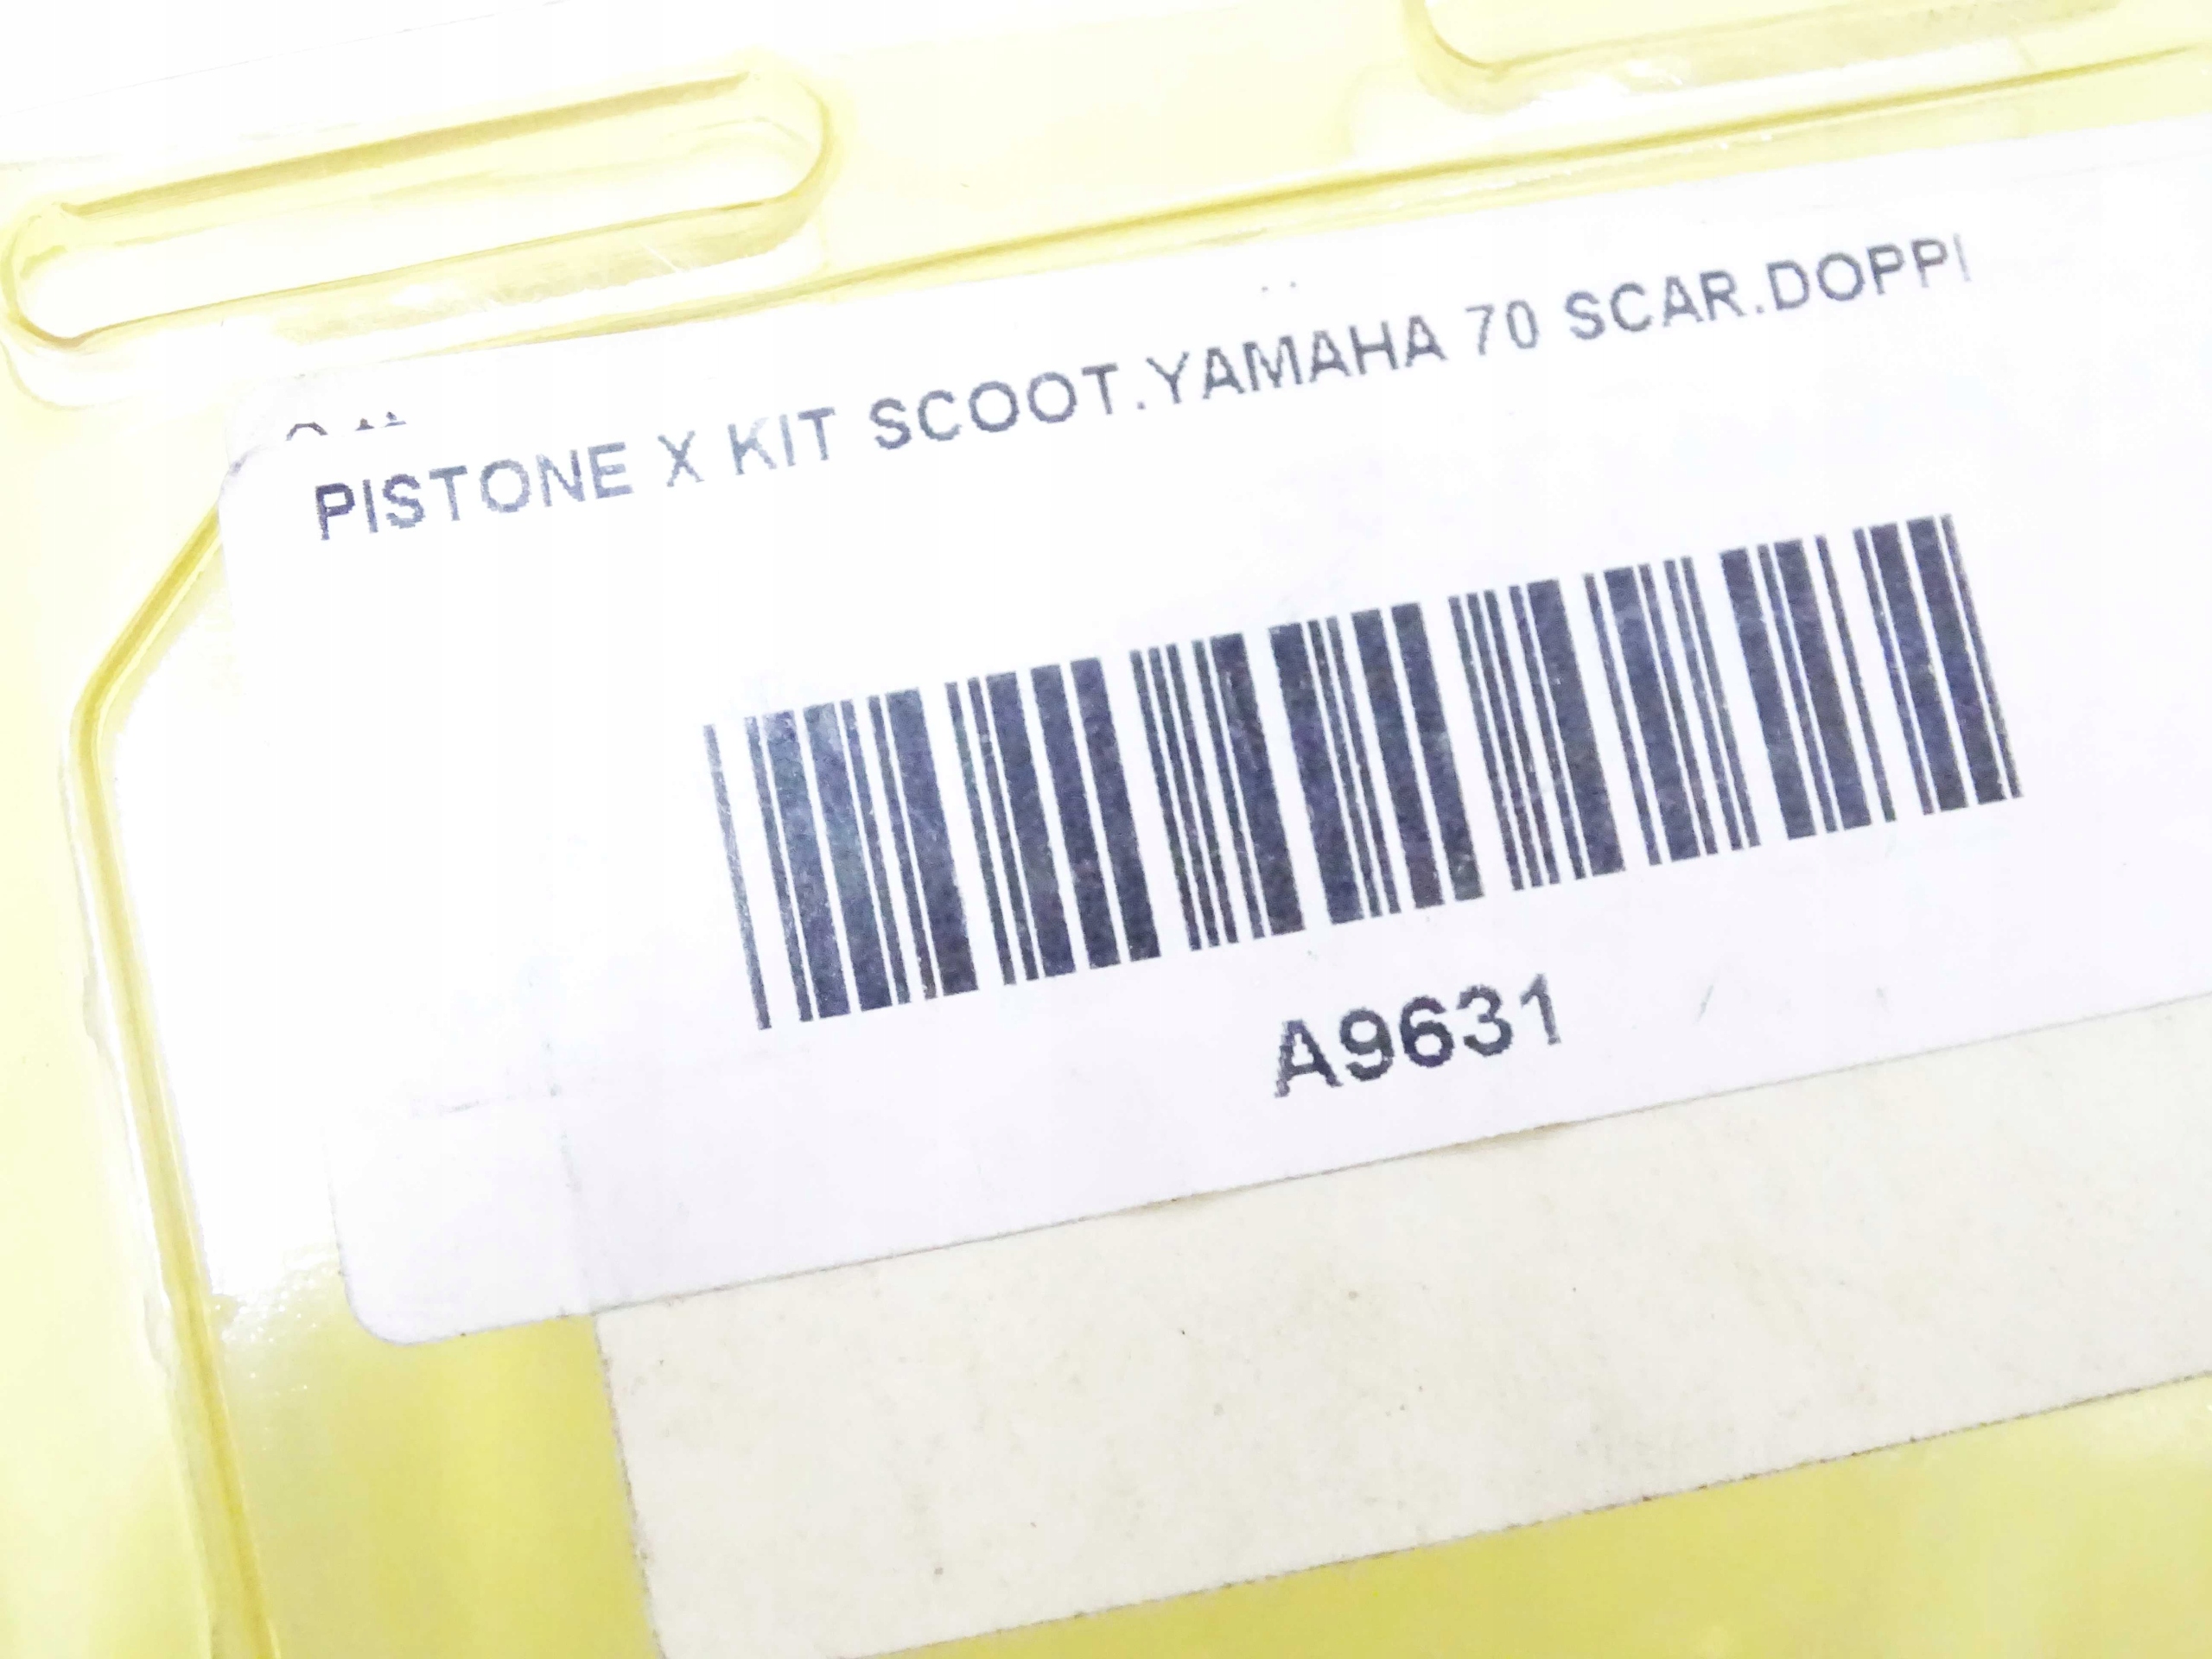 PISTONE X KIT SCOOT.YAMAHA 70 SCAR.DOPPI
A9631